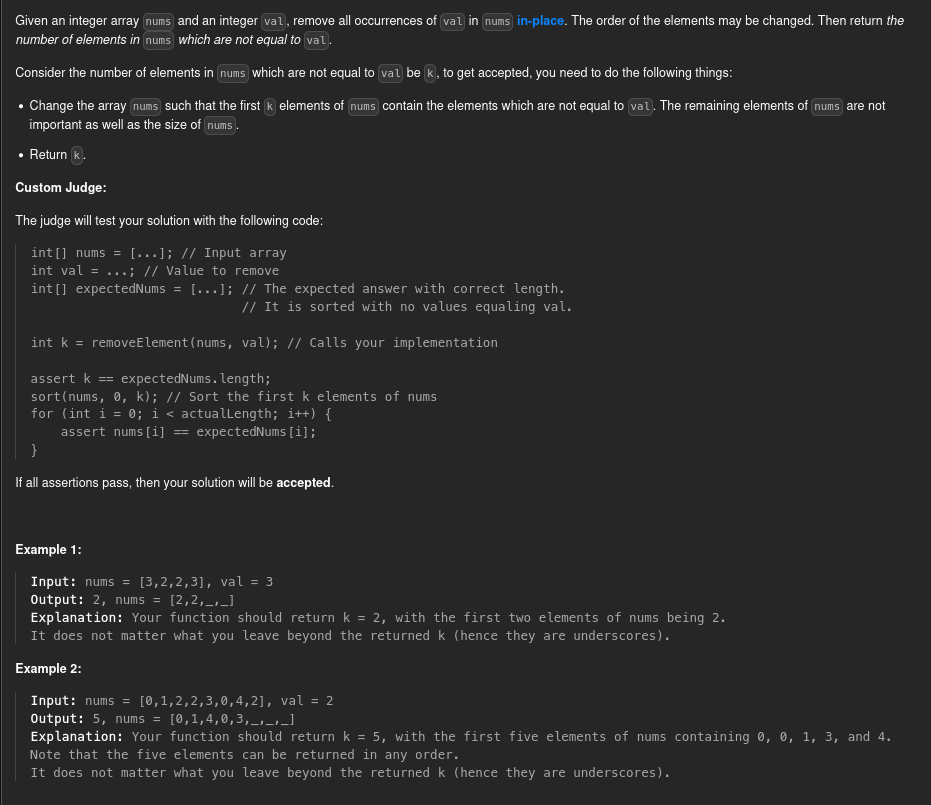 Given an integer array nums and an integer val, remove all occurrences of val in nums in-place. The order of the elements may be changed. Then return the
number of elements in nums which are not equal to val.
Consider the number of elements in nums which are not equal to val be k, to get accepted, you need to do the following things:
• Change the array nums such that the first k elements of nums contain the elements which are not equal to val. The remaining elements of nums are not
important as well as the size of nums.
• Return k.
Custom Judge:
The judge will test your solution with the following code:
int[] nums = [...]; // Input array
int val = ...; // Value to remove
int[] expectedNums = [...]; // The expected answer with correct length.
                            // It is sorted with no values equaling val.
int k = removeElement(nums, val); // Calls your implementation
assert k == expectedNums.length;
sort(nums, 0, k); // Sort the first k elements of nums
for (int i = 0; i < actualLength; i++) {
    assert nums[i] == expectedNums[i];
}
If all assertions pass, then your solution will be accepted.
Example 1:
Input: nums = [3,2,2,3], val = 3
Output: 2, nums = [2,2,_,_]
Explanation: Your function should return k = 2, with the first two elements of nums being 2.
It does not matter what you leave beyond the returned k (hence they are underscores).
Example 2:
Input: nums = [0,1,2,2,3,0,4,2], val = 2
Output: 5, nums = [0,1,4,0,3,_,_,_]
Explanation: Your function should return k = 5, with the first five elements of nums containing 0, 0, 1, 3, and 4.
Note that the five elements can be returned in any order.
It does not matter what you leave beyond the returned k (hence they are underscores).